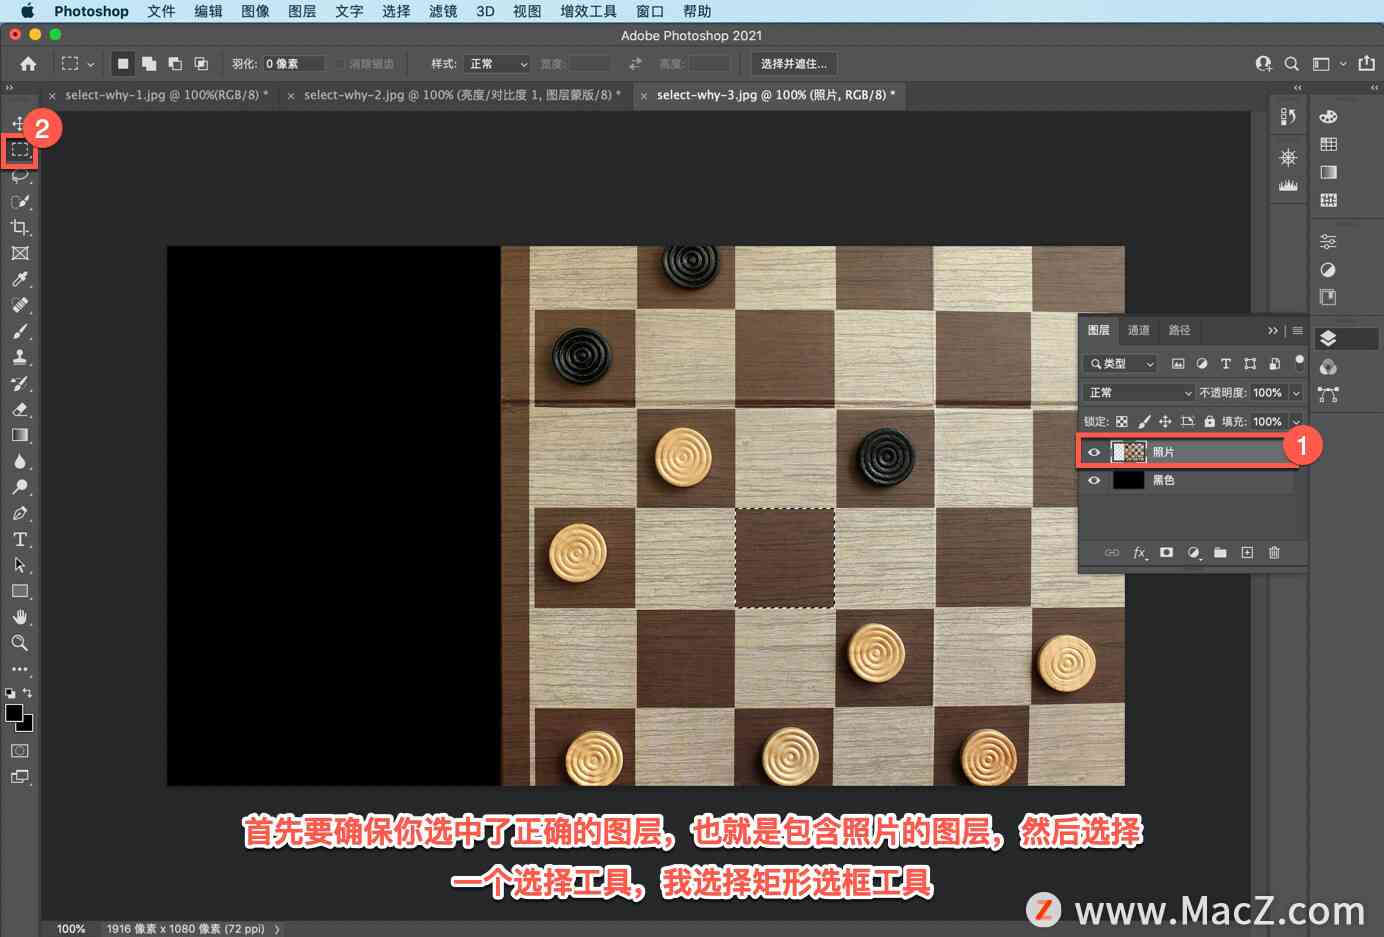 Photoshop 文件 编辑 图像 图层 文字 选择 滤镜 3D 视图 增效工具 窗口 帮助
Adobe Photoshop 2021
羽化: 0 像素 消除锯齿 样式: 正常 宽度: 高度: 选择并遮住...
select-why-1.jpg @ 100%(RGB/8) * select-why-2.jpg @ 100% (亮度/对比度 1, 图层蒙版/8) * select-why-3.jpg @ 100% (照片, RGB/8) *
2
图层 通道 路径
类型
正常 不透明度: 100%
锁定: 填充: 100%
照片
1
黑色
fx
首先要确保你选中了正确的图层，也就是包含照片的图层，然后选择
一个选择工具，我选择矩形选框工具
Z www.MacZ.com
100% 1916 像素 x 1080 像素 (72 ppi)